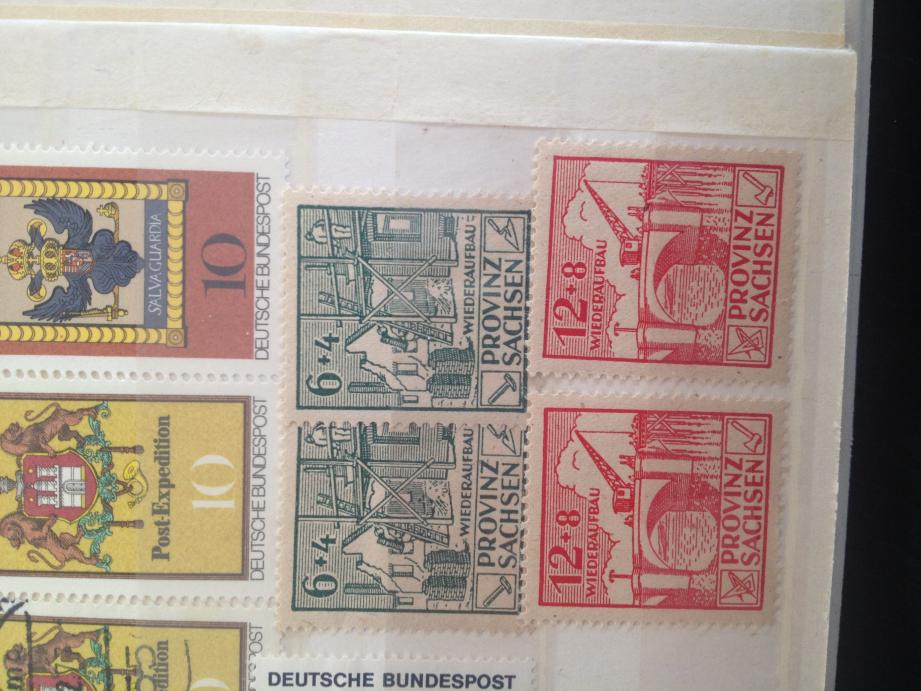 SALVA GUARDIA
10
DEUTSCHE BUNDESPOST
Post-Expedition
10
DEUTSCHE BUNDESPOST
6+4
WIEDERAUFBAU
PROVINZ
SACHSEN
6+4
WIEDERAUFBAU
PROVINZ
SACHSEN
12+8
WIEDERAUFBAU
PROVINZ
SACHSEN
12+8
WIEDERAUFBAU
PROVINZ
SACHSEN
DEUTSCHE BUNDESPOST